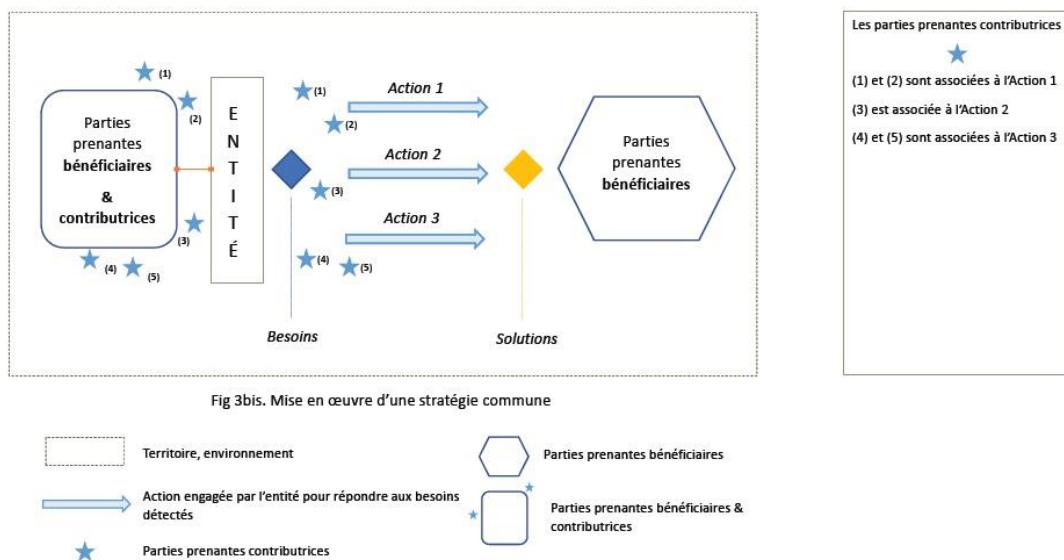 (1)
(2)
Parties
prenantes
bénéficiaires
&
contributrices
(3)
(4)
(5)
E
N
T
I
T
É
(1)
(2)
(3)
(4)
(5)
Action 1
Action 2
Action 3
Besoins
Solutions
Parties
prenantes
bénéficiaires
Les parties prenantes contributrices
(1) et (2) sont associées à l'Action 1
(3) est associée à l'Action 2
(4) et (5) sont associées à l'Action 3
Fig 3bis. Mise en œuvre d'une stratégie commune
Territoire, environnement
Action engagée par l'entité pour répondre aux besoins
détectés
Parties prenantes contributrices
Parties prenantes bénéficiaires
Parties prenantes bénéficiaires &
contributrices